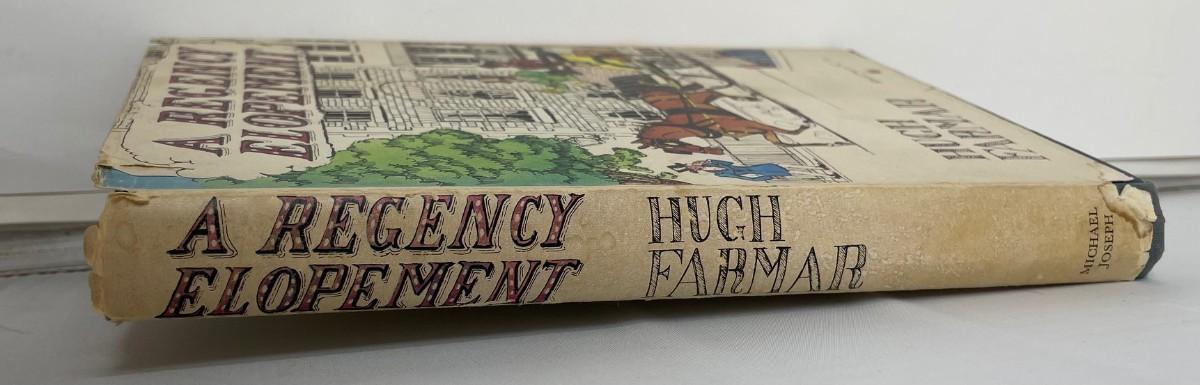 A REGENCY
ELOPEMENT
HUGH
FARMAR
A REGENCY
ELOPEMENT
HUGH
FARMAR
MICHAEL
JOSEPH